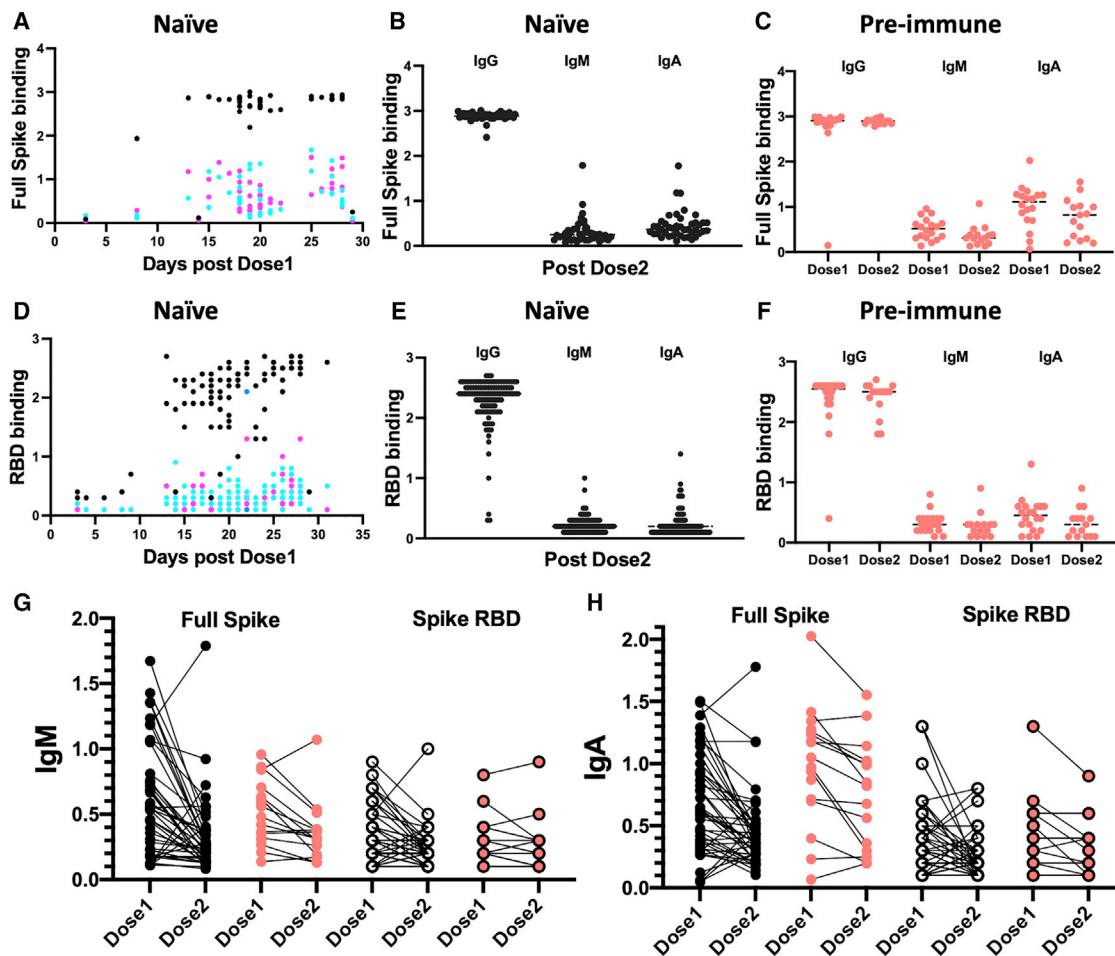 A Naïve
Full Spike binding
4
3
2
1
0
0 5 10 15 20 25 30
Days post Dose1
B Naïve
IgG IgM IgA
Full Spike binding
4
3
2
1
0
Post Dose2
C Pre-immune
IgG IgM IgA
Full Spike binding
4
3
2
1
0
Dose1 Dose2 Dose1 Dose2 Dose1 Dose2
D Naïve
RBD binding
3
2
1
0
0 5 10 15 20 25 30 35
Days post Dose1
E Naïve
IgG IgM IgA
RBD binding
3
2
1
0
Post Dose2
F Pre-immune
IgG IgM IgA
RBD binding
3
2
1
0
Dose1 Dose2 Dose1 Dose2 Dose1 Dose2
G
Full Spike Spike RBD
IgM
2.0
1.5
1.0
0.5
0.0
Dose1 Dose2 Dose1 Dose2 Dose1 Dose2 Dose1 Dose2
H
Full Spike Spike RBD
IgA
2.0
1.5
1.0
0.5
0.0
Dose1 Dose2 Dose1 Dose2 Dose1 Dose2 Dose1 Dose2